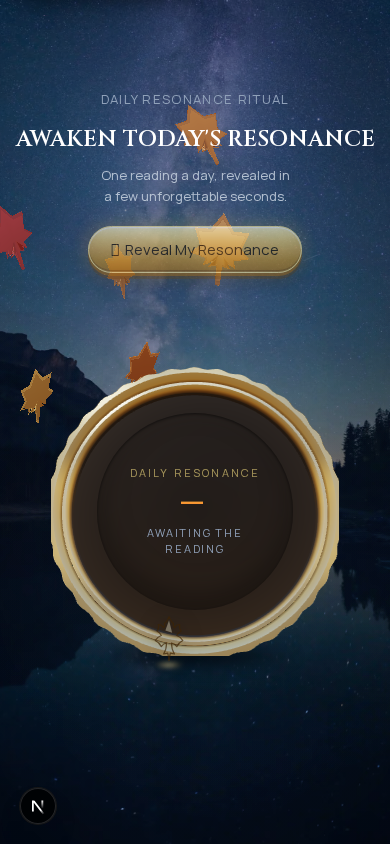 DAILY RESONANCE RITUAL
AWAKEN TODAY'S RESONANCE
One reading a day, revealed in
a few unforgettable seconds.
Reveal My Resonance
DAILY RESONANCE
AWAITING THE
READING
N